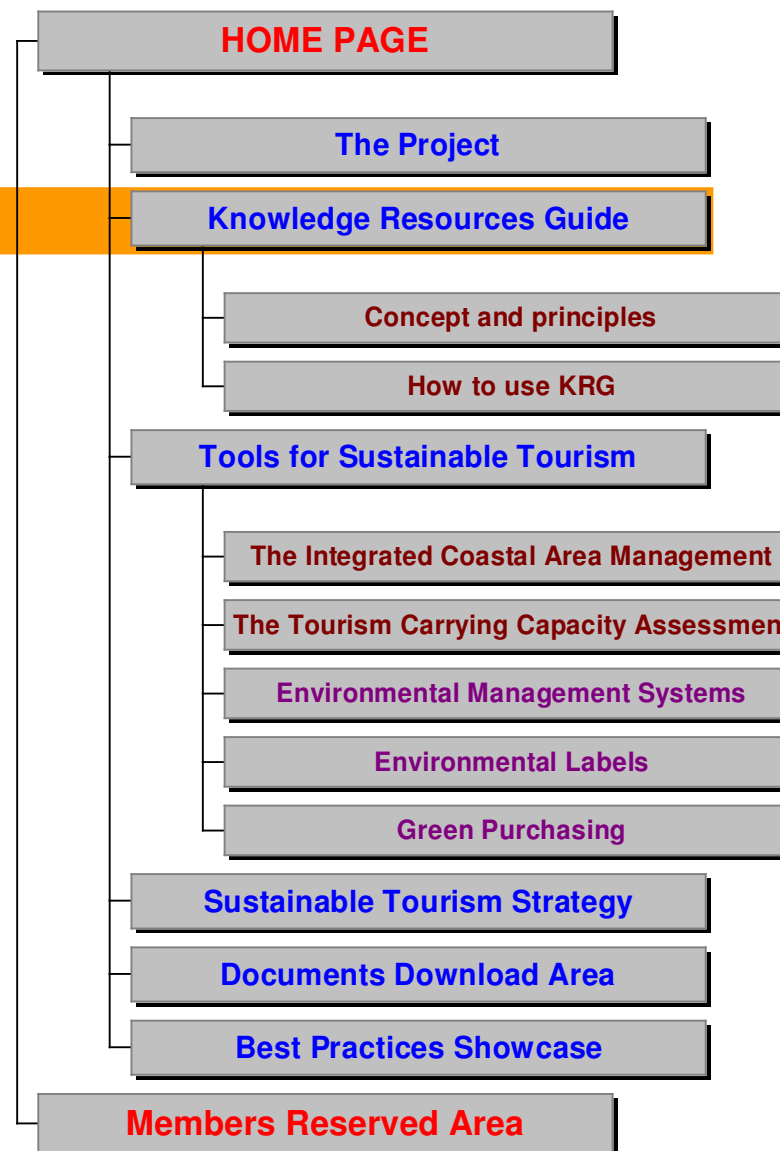 HOME PAGE
The Project
Knowledge Resources Guide
Concept and principles
How to use KRG
Tools for Sustainable Tourism
The Integrated Coastal Area Management
The Tourism Carrying Capacity Assessmen
Environmental Management Systems
Environmental Labels
Green Purchasing
Sustainable Tourism Strategy
Documents Download Area
Best Practices Showcase
Members Reserved Area